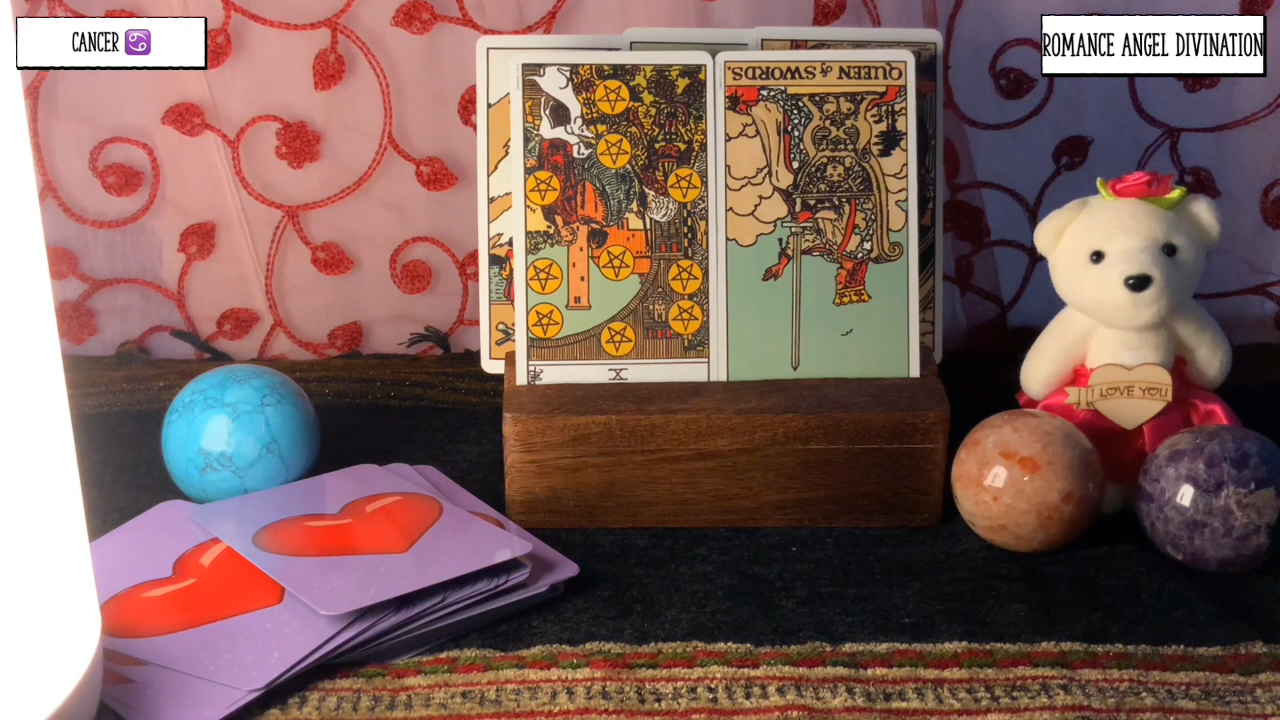 CANCER ♋
ROMANCE ANGEL DIVINATION
QUEEN of SWORDS.
X
I LOVE YOU